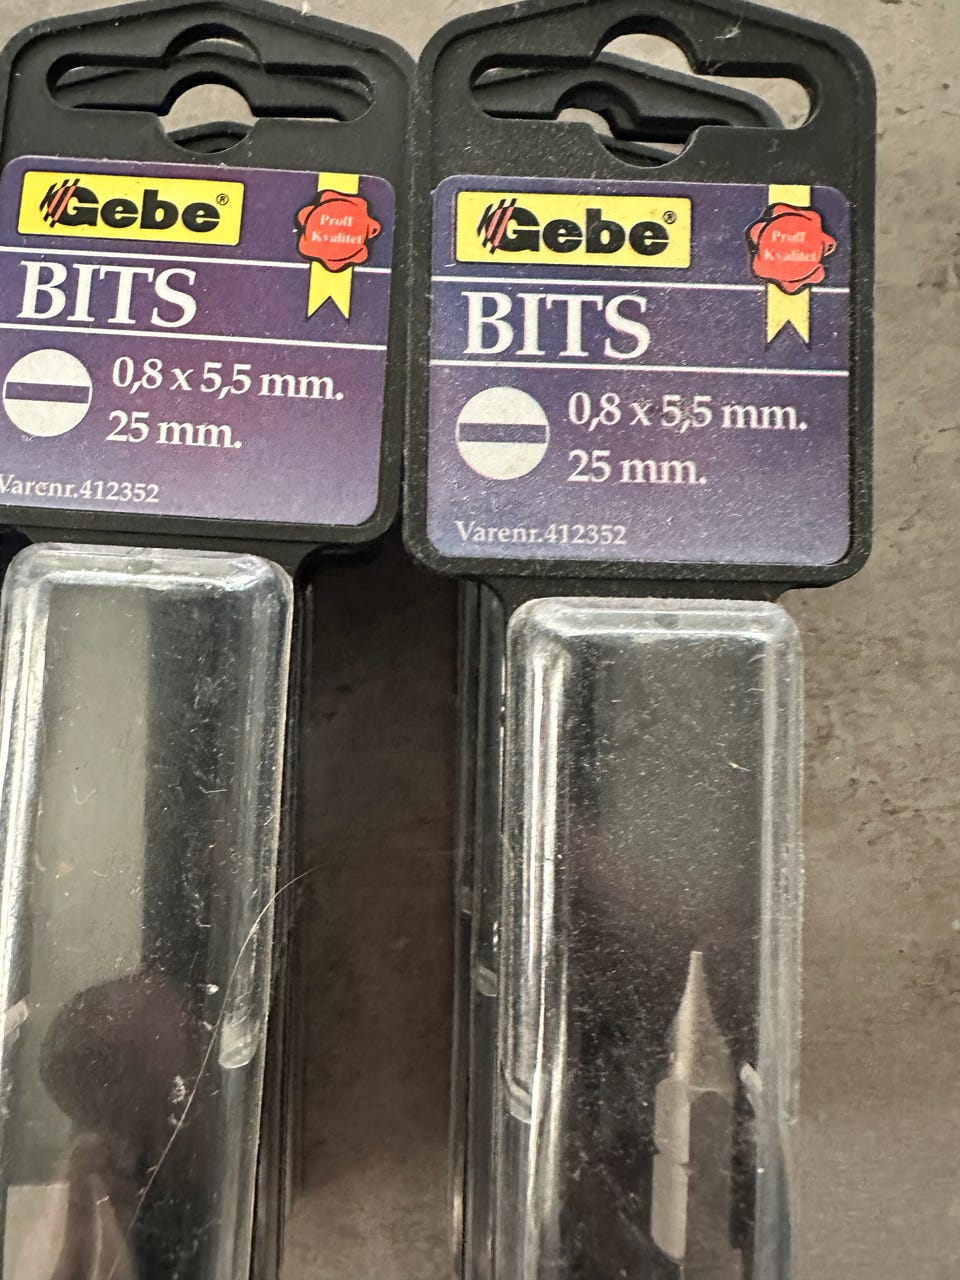 Gebe®
Proff
Kvalitet
BITS
0,8 x 5,5 mm.
25 mm.
Varenr.412352
Gebe®
Proff
Kvalitet
BITS
0,8 x 5,5 mm.
25 mm.
Varenr.412352